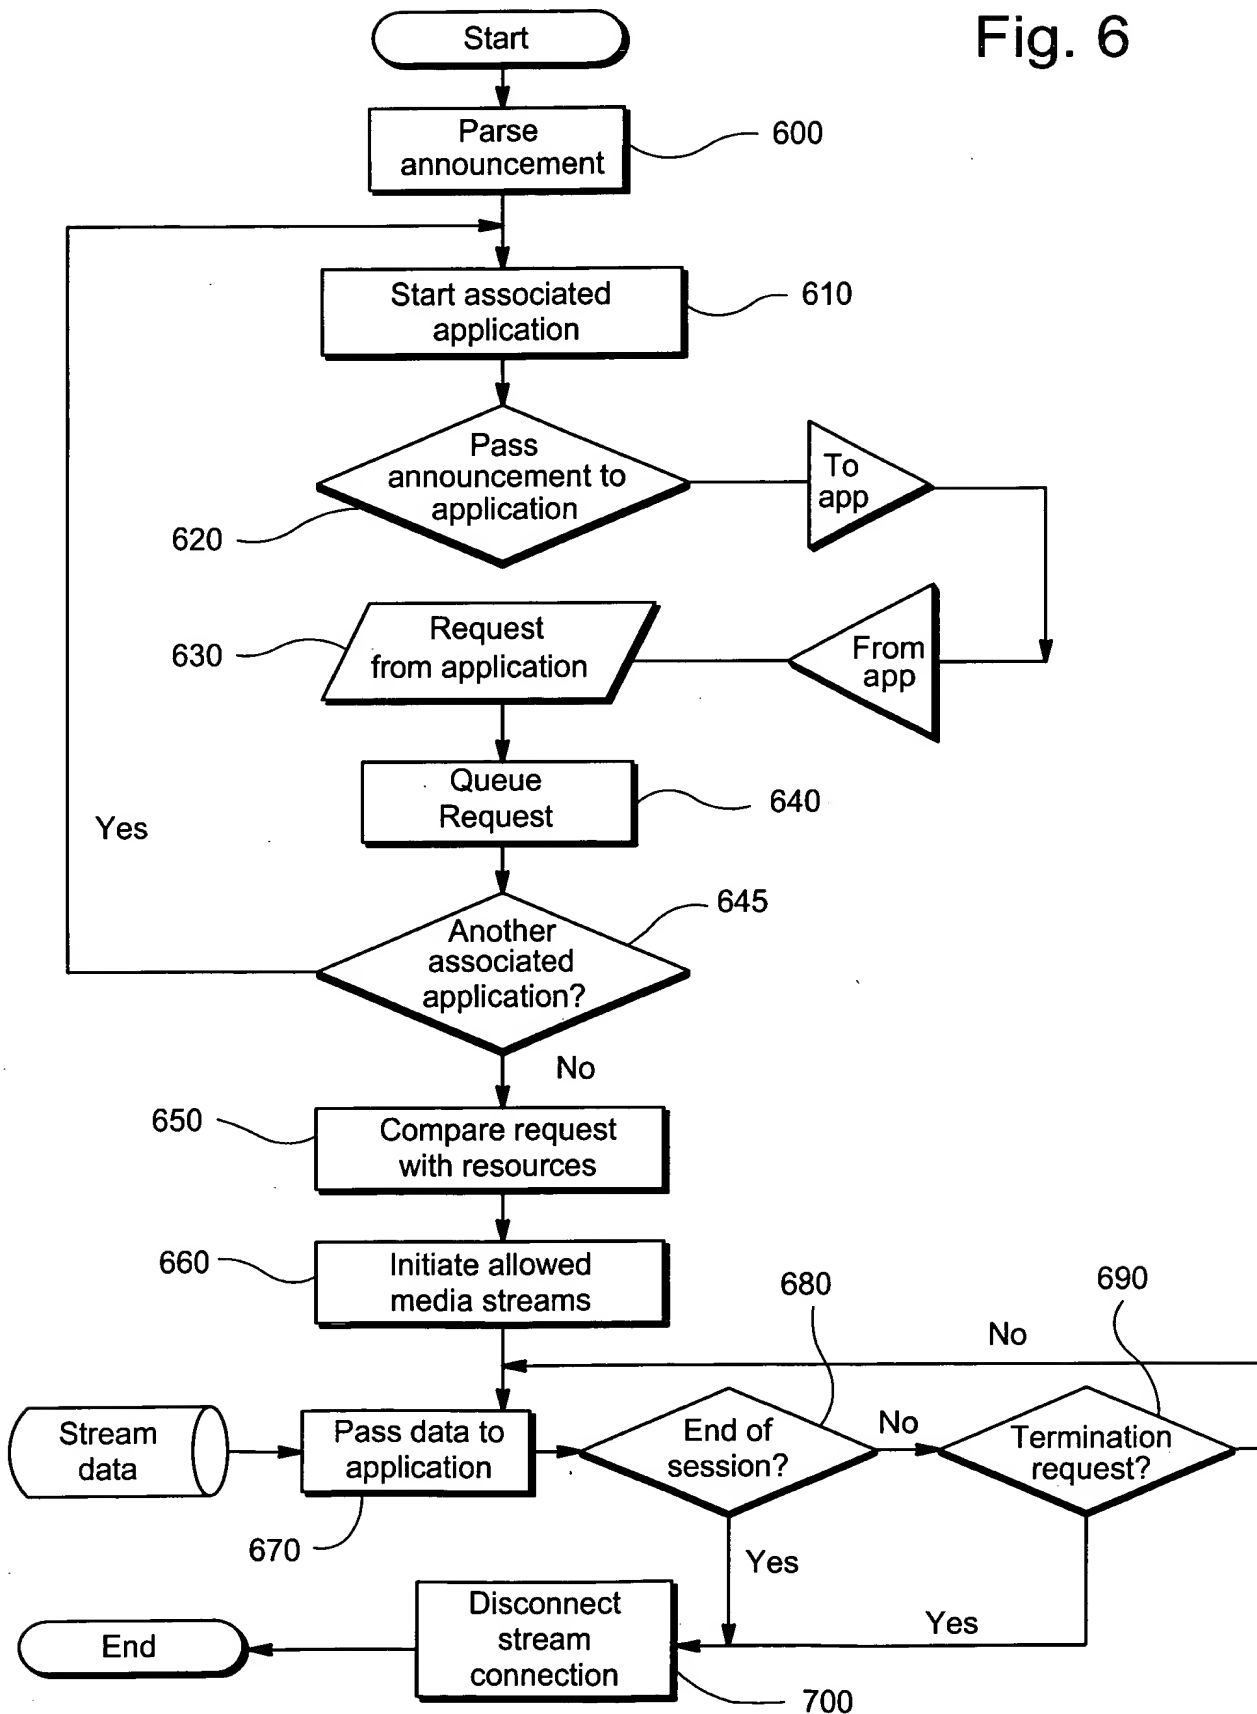 Fig. 6
Start
Parse
announcement
600
Start associated
application
610
Pass
announcement to
application
620
To
app
Request
from application
630
From
app
Queue
Request
640
Yes
Another
associated
application?
645
No
Compare request
with resources
650
Initiate allowed
media streams
660
680
690
No
Stream
data
Pass data to
application
670
End of
session?
No
Termination
request?
Yes
Yes
Disconnect
stream
connection
700
End